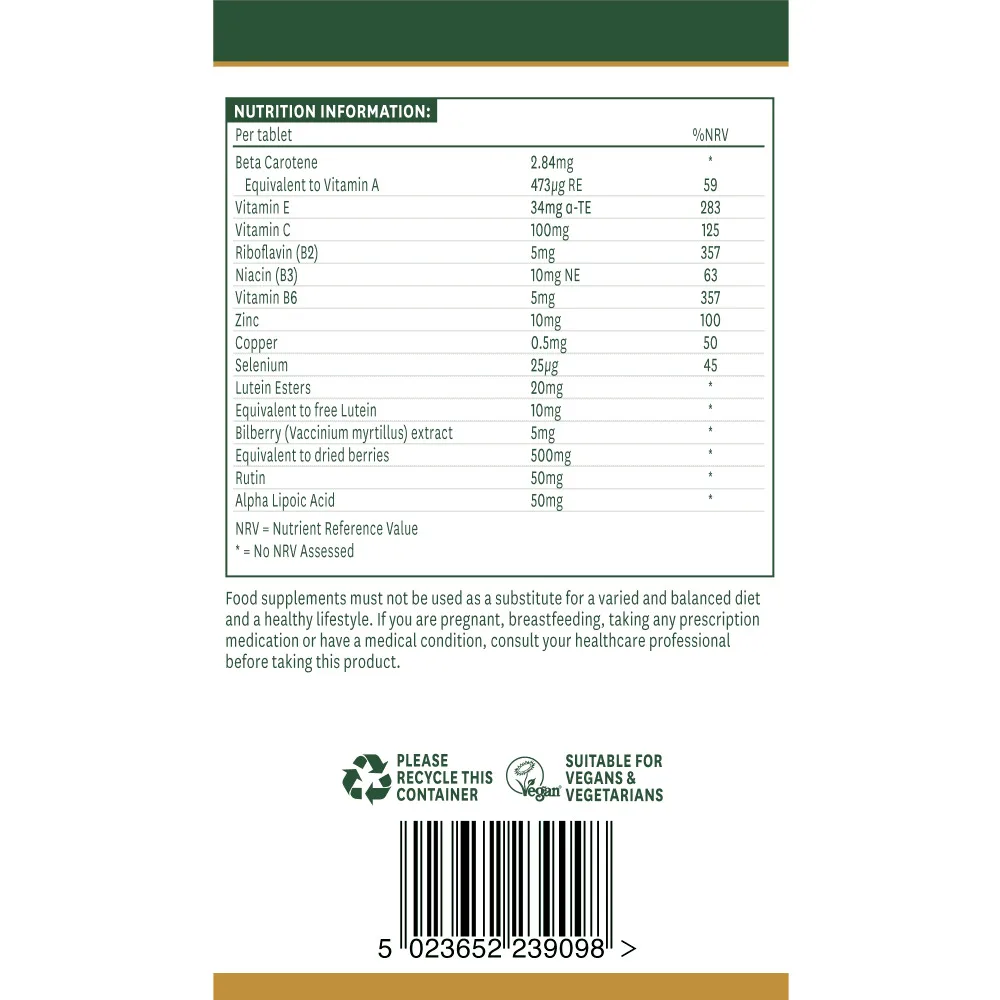 NUTRITION INFORMATION:
Per tablet %NRV
Beta Carotene 2.84mg *
Equivalent to Vitamin A 473µg RE 59
Vitamin E 34mg α-TE 283
Vitamin C 100mg 125
Riboflavin (B2) 5mg 357
Niacin (B3) 10mg NE 63
Vitamin B6 5mg 357
Zinc 10mg 100
Copper 0.5mg 50
Selenium 25µg 45
Lutein Esters 20mg *
Equivalent to free Lutein 10mg *
Bilberry (Vaccinium myrtillus) extract 5mg *
Equivalent to dried berries 500mg *
Rutin 50mg *
Alpha Lipoic Acid 50mg *
NRV = Nutrient Reference Value
* = No NRV Assessed
Food supplements must not be used as a substitute for a varied and balanced diet
and a healthy lifestyle. If you are pregnant, breastfeeding, taking any prescription
medication or have a medical condition, consult your healthcare professional
before taking this product.
PLEASE
RECYCLE THIS
CONTAINER
Vegan
SUITABLE FOR
VEGANS &
VEGETARIANS
5 023652 239098 >